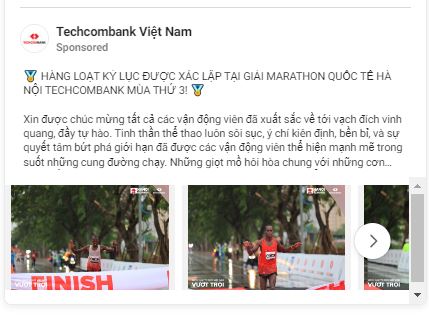 Techcombank Việt Nam
Sponsored
🏅 HÀNG LOẠT KỶ LỤC ĐƯỢC XÁC LẬP TẠI GIẢI MARATHON QUỐC TẾ HÀ
NỘI TECHCOMBANK MÙA THỨ 3! 🏅
Xin được chúc mừng tất cả các vận động viên đã xuất sắc về tới vạch đích vinh
quang, đầy tự hào. Tinh thần thể thao luôn sôi sục, ý chí kiên định, bền bỉ, và sự
quyết tâm bứt phá giới hạn đã được các vận động viên thể hiện mạnh mẽ trong
suốt những cung đường chạy. Những giọt mồ hôi hòa chung với những cơn...
FINISH
VƯỢT TRỘI
VƯỢT TRỘI